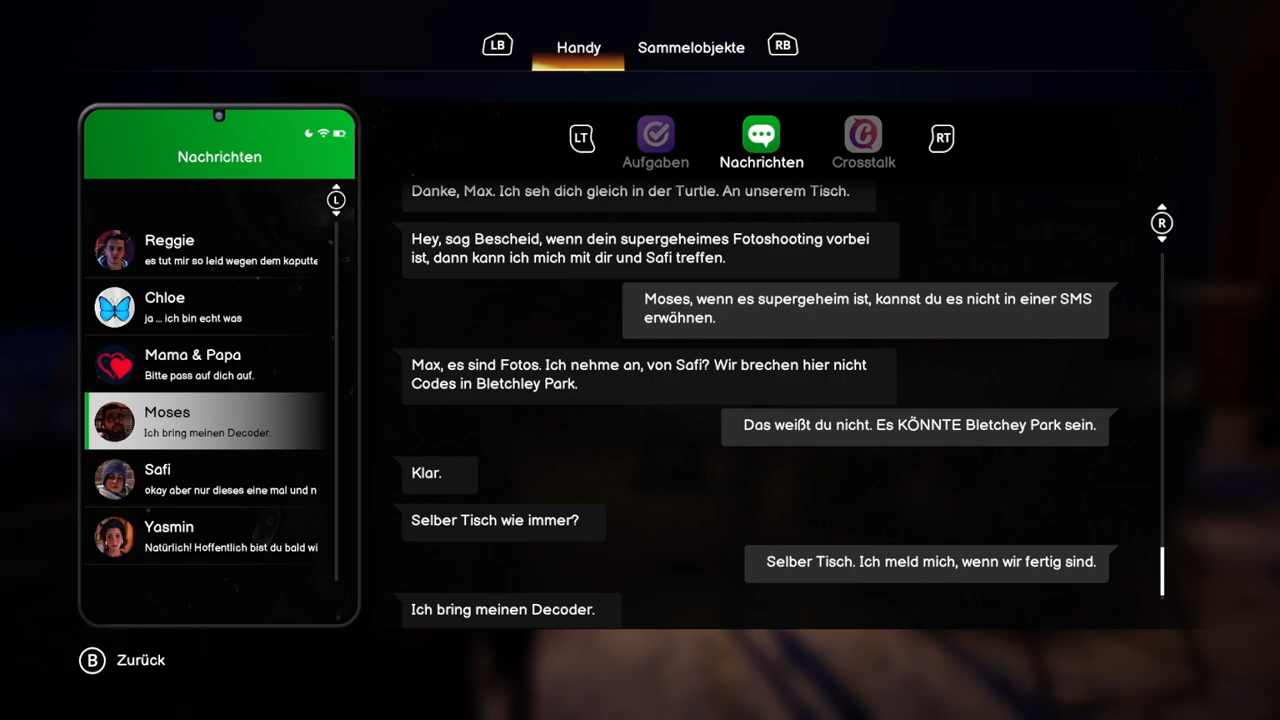 LB
Handy
Sammelobjekte
RB
Nachrichten
L
Reggie
es tut mir so leid wegen dem kaputte
Chloe
ja ... ich bin echt was
Mama & Papa
Bitte pass auf dich auf.
Moses
Ich bring meinen Decoder.
Safi
okay aber nur dieses eine mal und n
Yasmin
Natürlich! Hoffentlich bist du bald wi
LT
Aufgaben
Nachrichten
Crosstalk
RT
R
Danke, Max. Ich seh dich gleich in der Turtle. An unserem Tisch.
Hey, sag Bescheid, wenn dein supergeheimes Fotoshooting vorbei
ist, dann kann ich mich mit dir und Safi treffen.
Moses, wenn es supergeheim ist, kannst du es nicht in einer SMS
erwähnen.
Max, es sind Fotos. Ich nehme an, von Safi? Wir brechen hier nicht
Codes in Bletchley Park.
Das weißt du nicht. Es KÖNNTE Bletchey Park sein.
Klar.
Selber Tisch wie immer?
Selber Tisch. Ich meld mich, wenn wir fertig sind.
Ich bring meinen Decoder.
B
Zurück